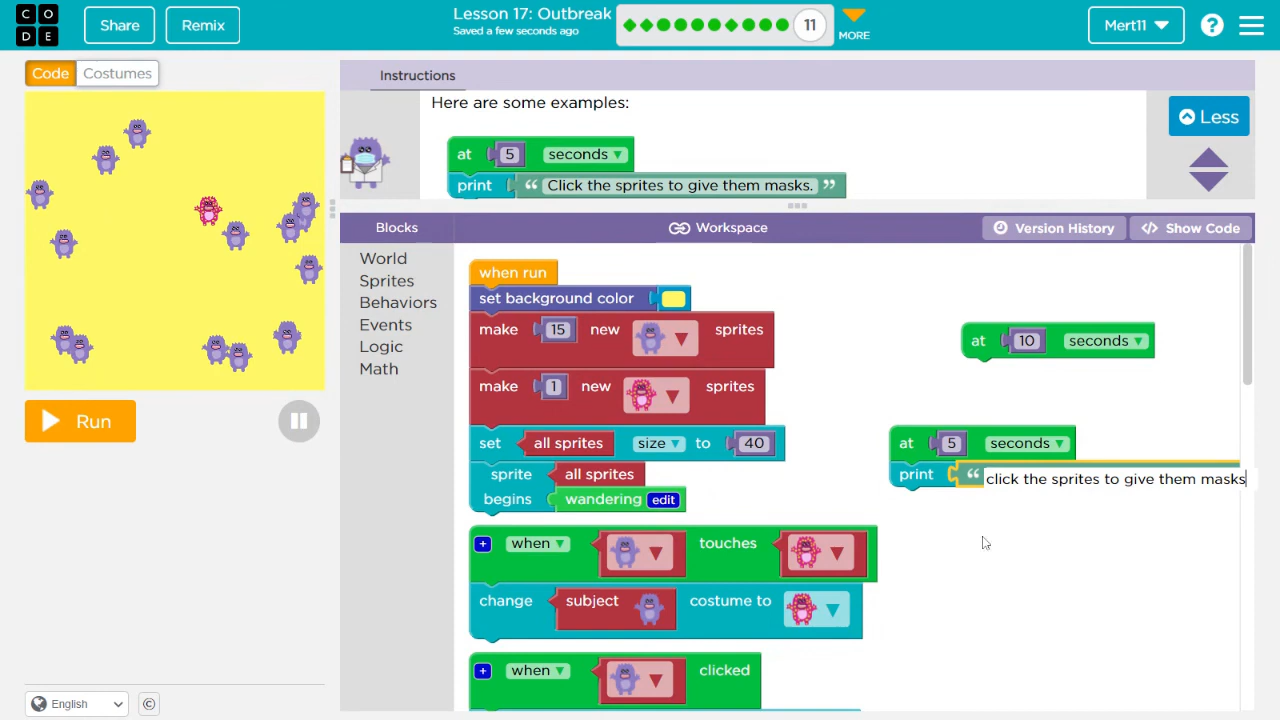 C O D E
Share
Remix
Lesson 17: Outbreak
Saved a few seconds ago
11
MORE
Mert11
?
Code
Costumes
Instructions
Here are some examples:
at 5 seconds
print “ Click the sprites to give them masks. ”
Less
Blocks
Workspace
Version History
</> Show Code
World
Sprites
Behaviors
Events
Logic
Math
when run
set background color
make 15 new sprites
make 1 new sprites
set all sprites size to 40
sprite all sprites
begins wandering edit
at 10 seconds
at 5 seconds
print “ click the sprites to give them masks
+ when touches
change subject costume to
+ when clicked
Run
English
©